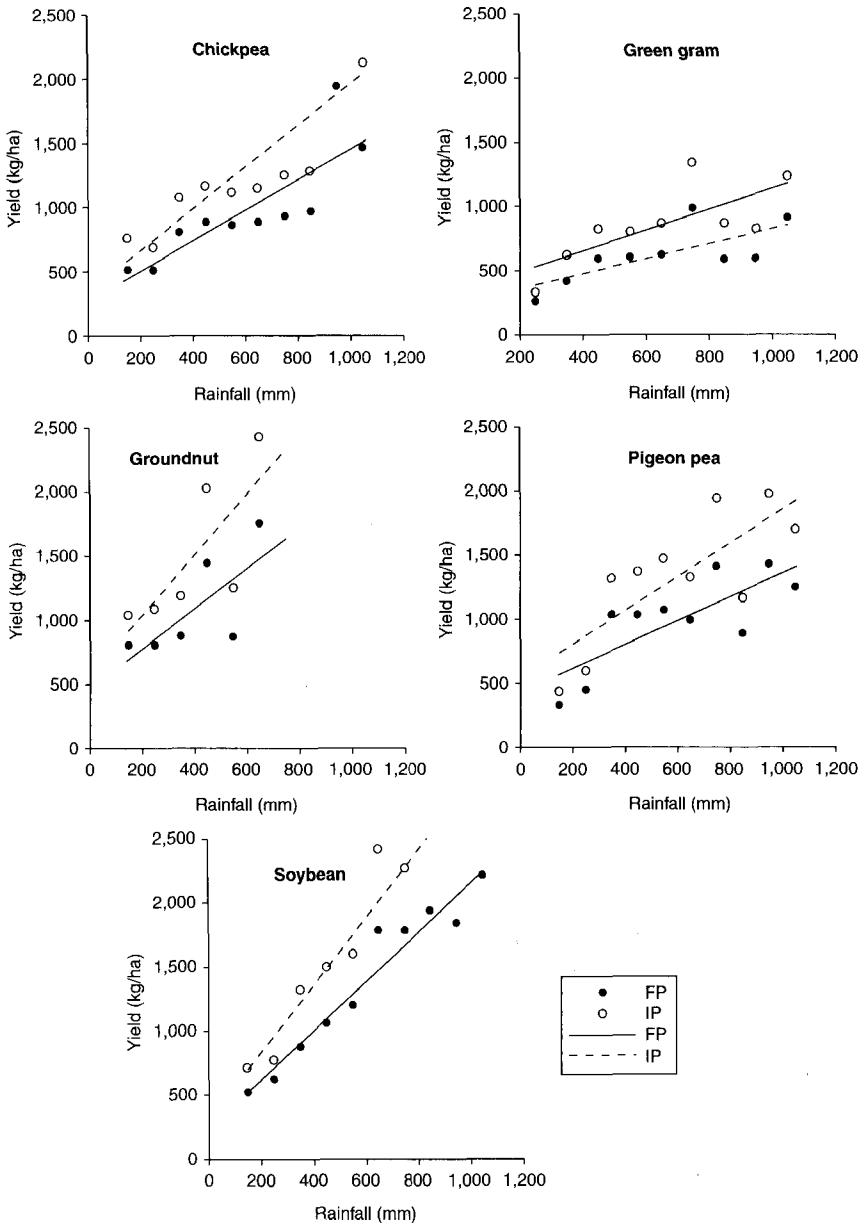 Chickpea
Yield (kg/ha)
2,500
2,000
1,500
1,000
500
0
0 200 400 600 800 1,000 1,200
Rainfall (mm)
Green gram
Yield (kg/ha)
2,500
2,000
1,500
1,000
500
0
200 400 600 800 1,000 1,200
Rainfall (mm)
Groundnut
Yield (kg/ha)
2,500
2,000
1,500
1,000
500
0
0 200 400 600 800 1,000 1,200
Rainfall (mm)
Pigeon pea
Yield (kg/ha)
2,500
2,000
1,500
1,000
500
0
0 200 400 600 800 1,000 1,200
Rainfall (mm)
Soybean
Yield (kg/ha)
2,500
2,000
1,500
1,000
500
0
0 200 400 600 800 1,000 1,200
Rainfall (mm)
FP
IP
FP
IP